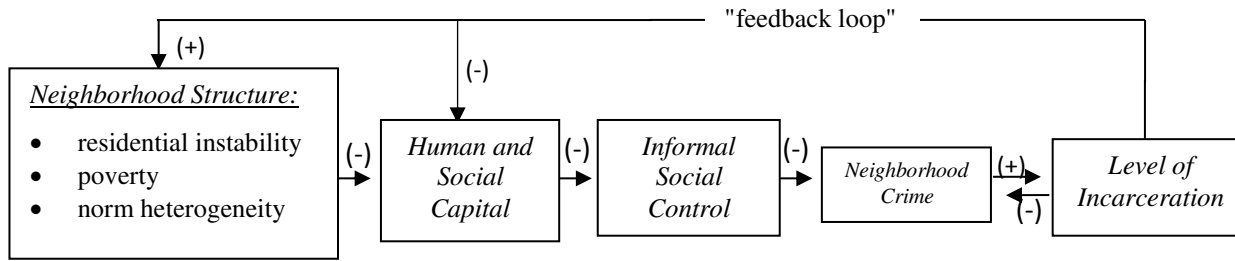 "feedback loop"
(+)
(-)
Neighborhood Structure:
• residential instability
• poverty
• norm heterogeneity
(-)
Human and
Social
Capital
(-)
Informal
Social
Control
(-)
Neighborhood
Crime
(+)
(-)
Level of
Incarceration